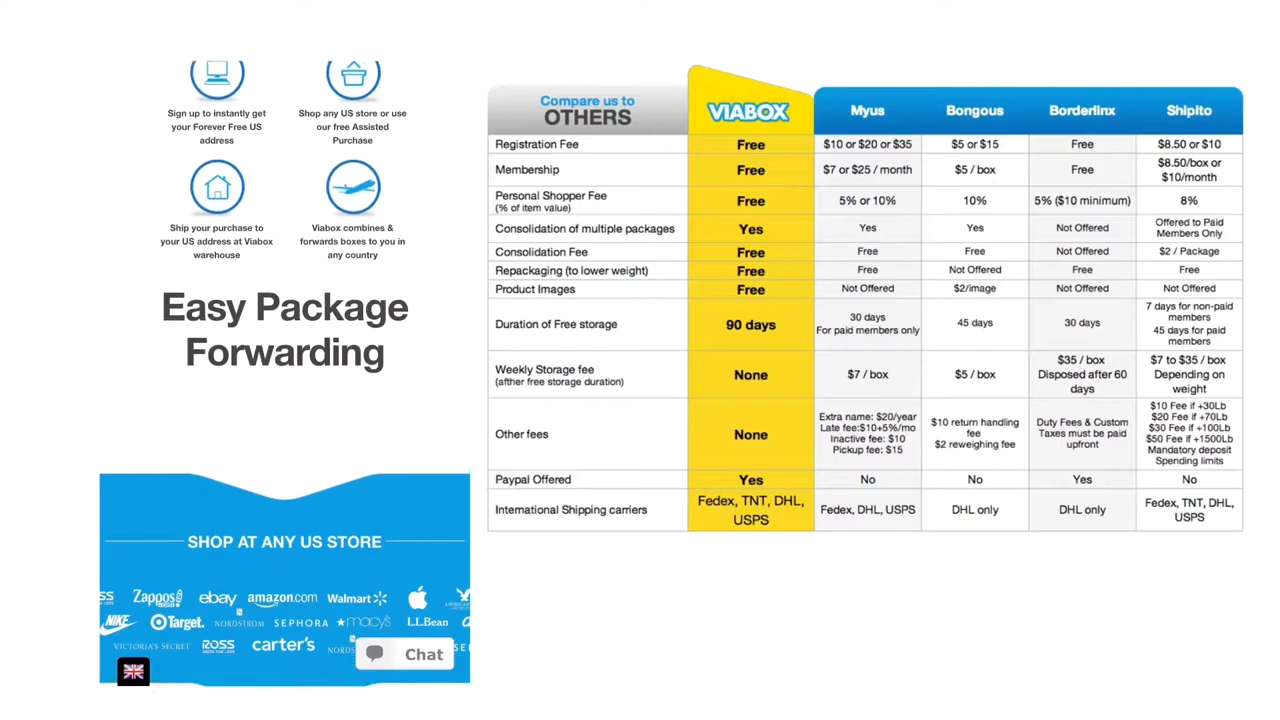 Sign up to instantly get
your Forever Free US
address
Shop any US store or use
our free Assisted
Purchase
Ship your purchase to
your US address at Viabox
warehouse
Viabox combines &
forwards boxes to you in
any country
Easy Package
Forwarding
SHOP AT ANY US STORE
SS Zappos ebay amazon.com Walmart
NIKE Target. NORDSTROM SEPHORA macy's L.L.Bean
VICTORIA'S SECRET ROSS carter's NORDS SE
Chat
Compare us to
OTHERS
VIABOX Myus Bongous Borderlinx Shipito
Registration Fee Free $10 or $20 or $35 $5 or $15 Free $8.50 or $10
Membership Free $7 or $25 / month $5 / box Free $8.50/box or
$10/month
Personal Shopper Fee
(% of item value) Free 5% or 10% 10% 5% ($10 minimum) 8%
Consolidation of multiple packages Yes Yes Yes Not Offered Offered to Paid
Members Only
Consolidation Fee Free Free Free Not Offered $2 / Package
Repackaging (to lower weight) Free Free Not Offered Free Free
Product Images Free Not Offered $2/image Not Offered Not Offered
Duration of Free storage 90 days 30 days
For paid members only 45 days 30 days 7 days for non-paid
members
45 days for paid
members
Weekly Storage fee
(afther free storage duration) None $7 / box $5 / box $35 / box
Disposed after 60
days $7 to $35 / box
Depending on
weight
Other fees None Extra name: $20/year
Late fee:$10+5%/mo
Inactive fee: $10
Pickup fee: $15 $10 return handling
fee
$2 reweighing fee Duty Fees & Custom
Taxes must be paid
upfront $10 Fee if +30Lb
$20 Fee if +70Lb
$30 Fee if +100Lb
$50 Fee if +1500Lb
Mandatory deposit
Spending limits
Paypal Offered Yes No No Yes No
International Shipping carriers Fedex, TNT, DHL,
USPS Fedex, DHL, USPS DHL only DHL only Fedex, TNT, DHL,
USPS